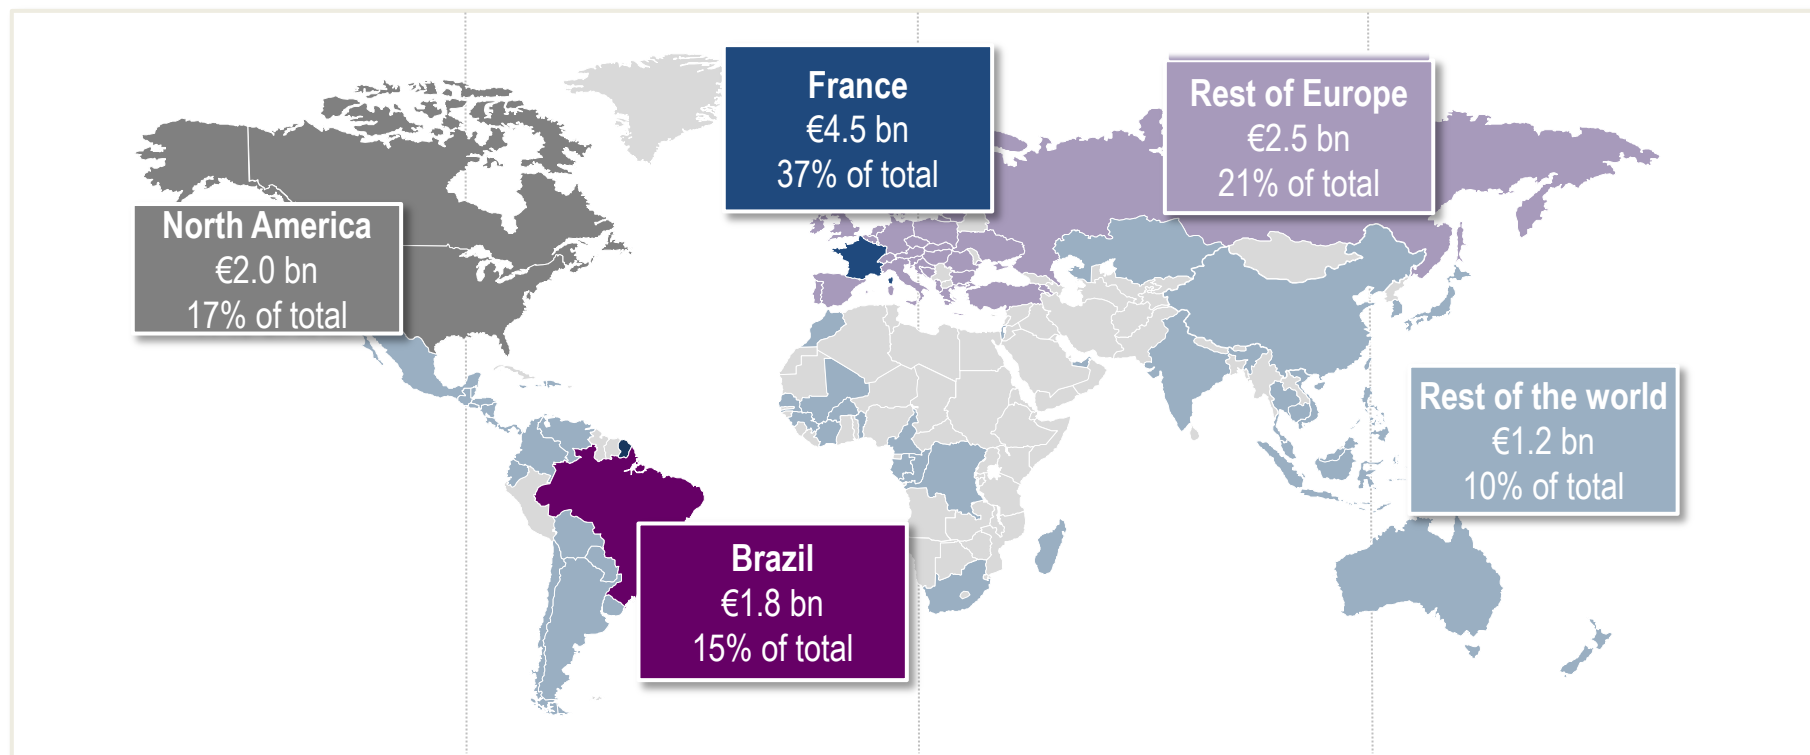 France
€4.5 bn
37% of total
Rest of Europe
€2.5 bn
21% of total
North America
€2.0 bn
17% of total
Rest of the world
€1.2 bn
10% of total
Brazil
€1.8 bn
15% of total